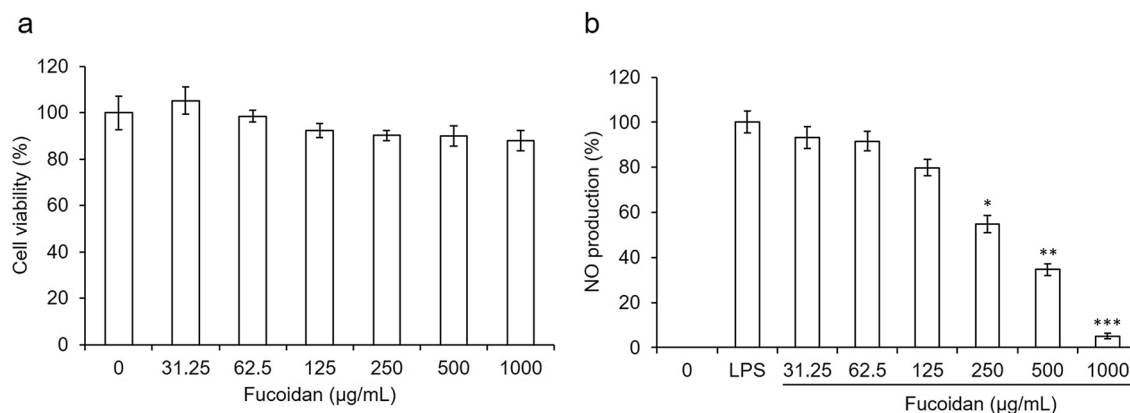 a
120
100
80
60
40
20
0
Cell viability (%)
0 31.25 62.5 125 250 500 1000
Fucoidan (µg/mL)
b
120
100
80
60
40
20
0
NO production (%)
*
**
***
0 LPS 31.25 62.5 125 250 500 1000
Fucoidan (µg/mL)